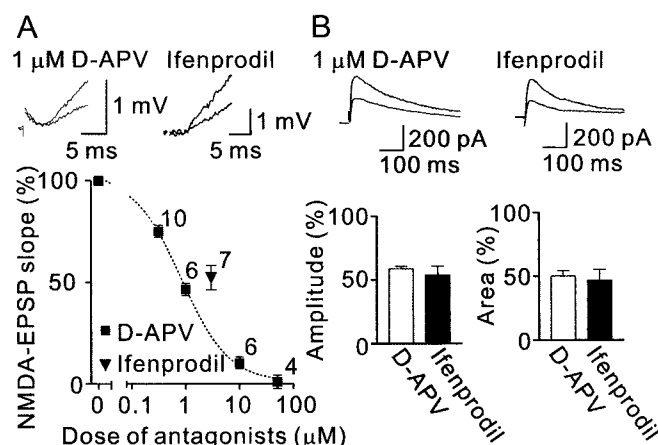 A
1 μM D-APV
Ifenprodil
1 mV
5 ms
1 mV
5 ms
NMDA-EPSP slope (%)
100
50
0
10
6
7
6
4
D-APV
Ifenprodil
0
0.1
1
10
100
Dose of antagonists (μM)
B
1 μM D-APV
Ifenprodil
200 pA
100 ms
200 pA
100 ms
Amplitude (%)
100
50
0
D-APV
Ifenprodil
Area (%)
100
50
0
D-APV
Ifenprodil